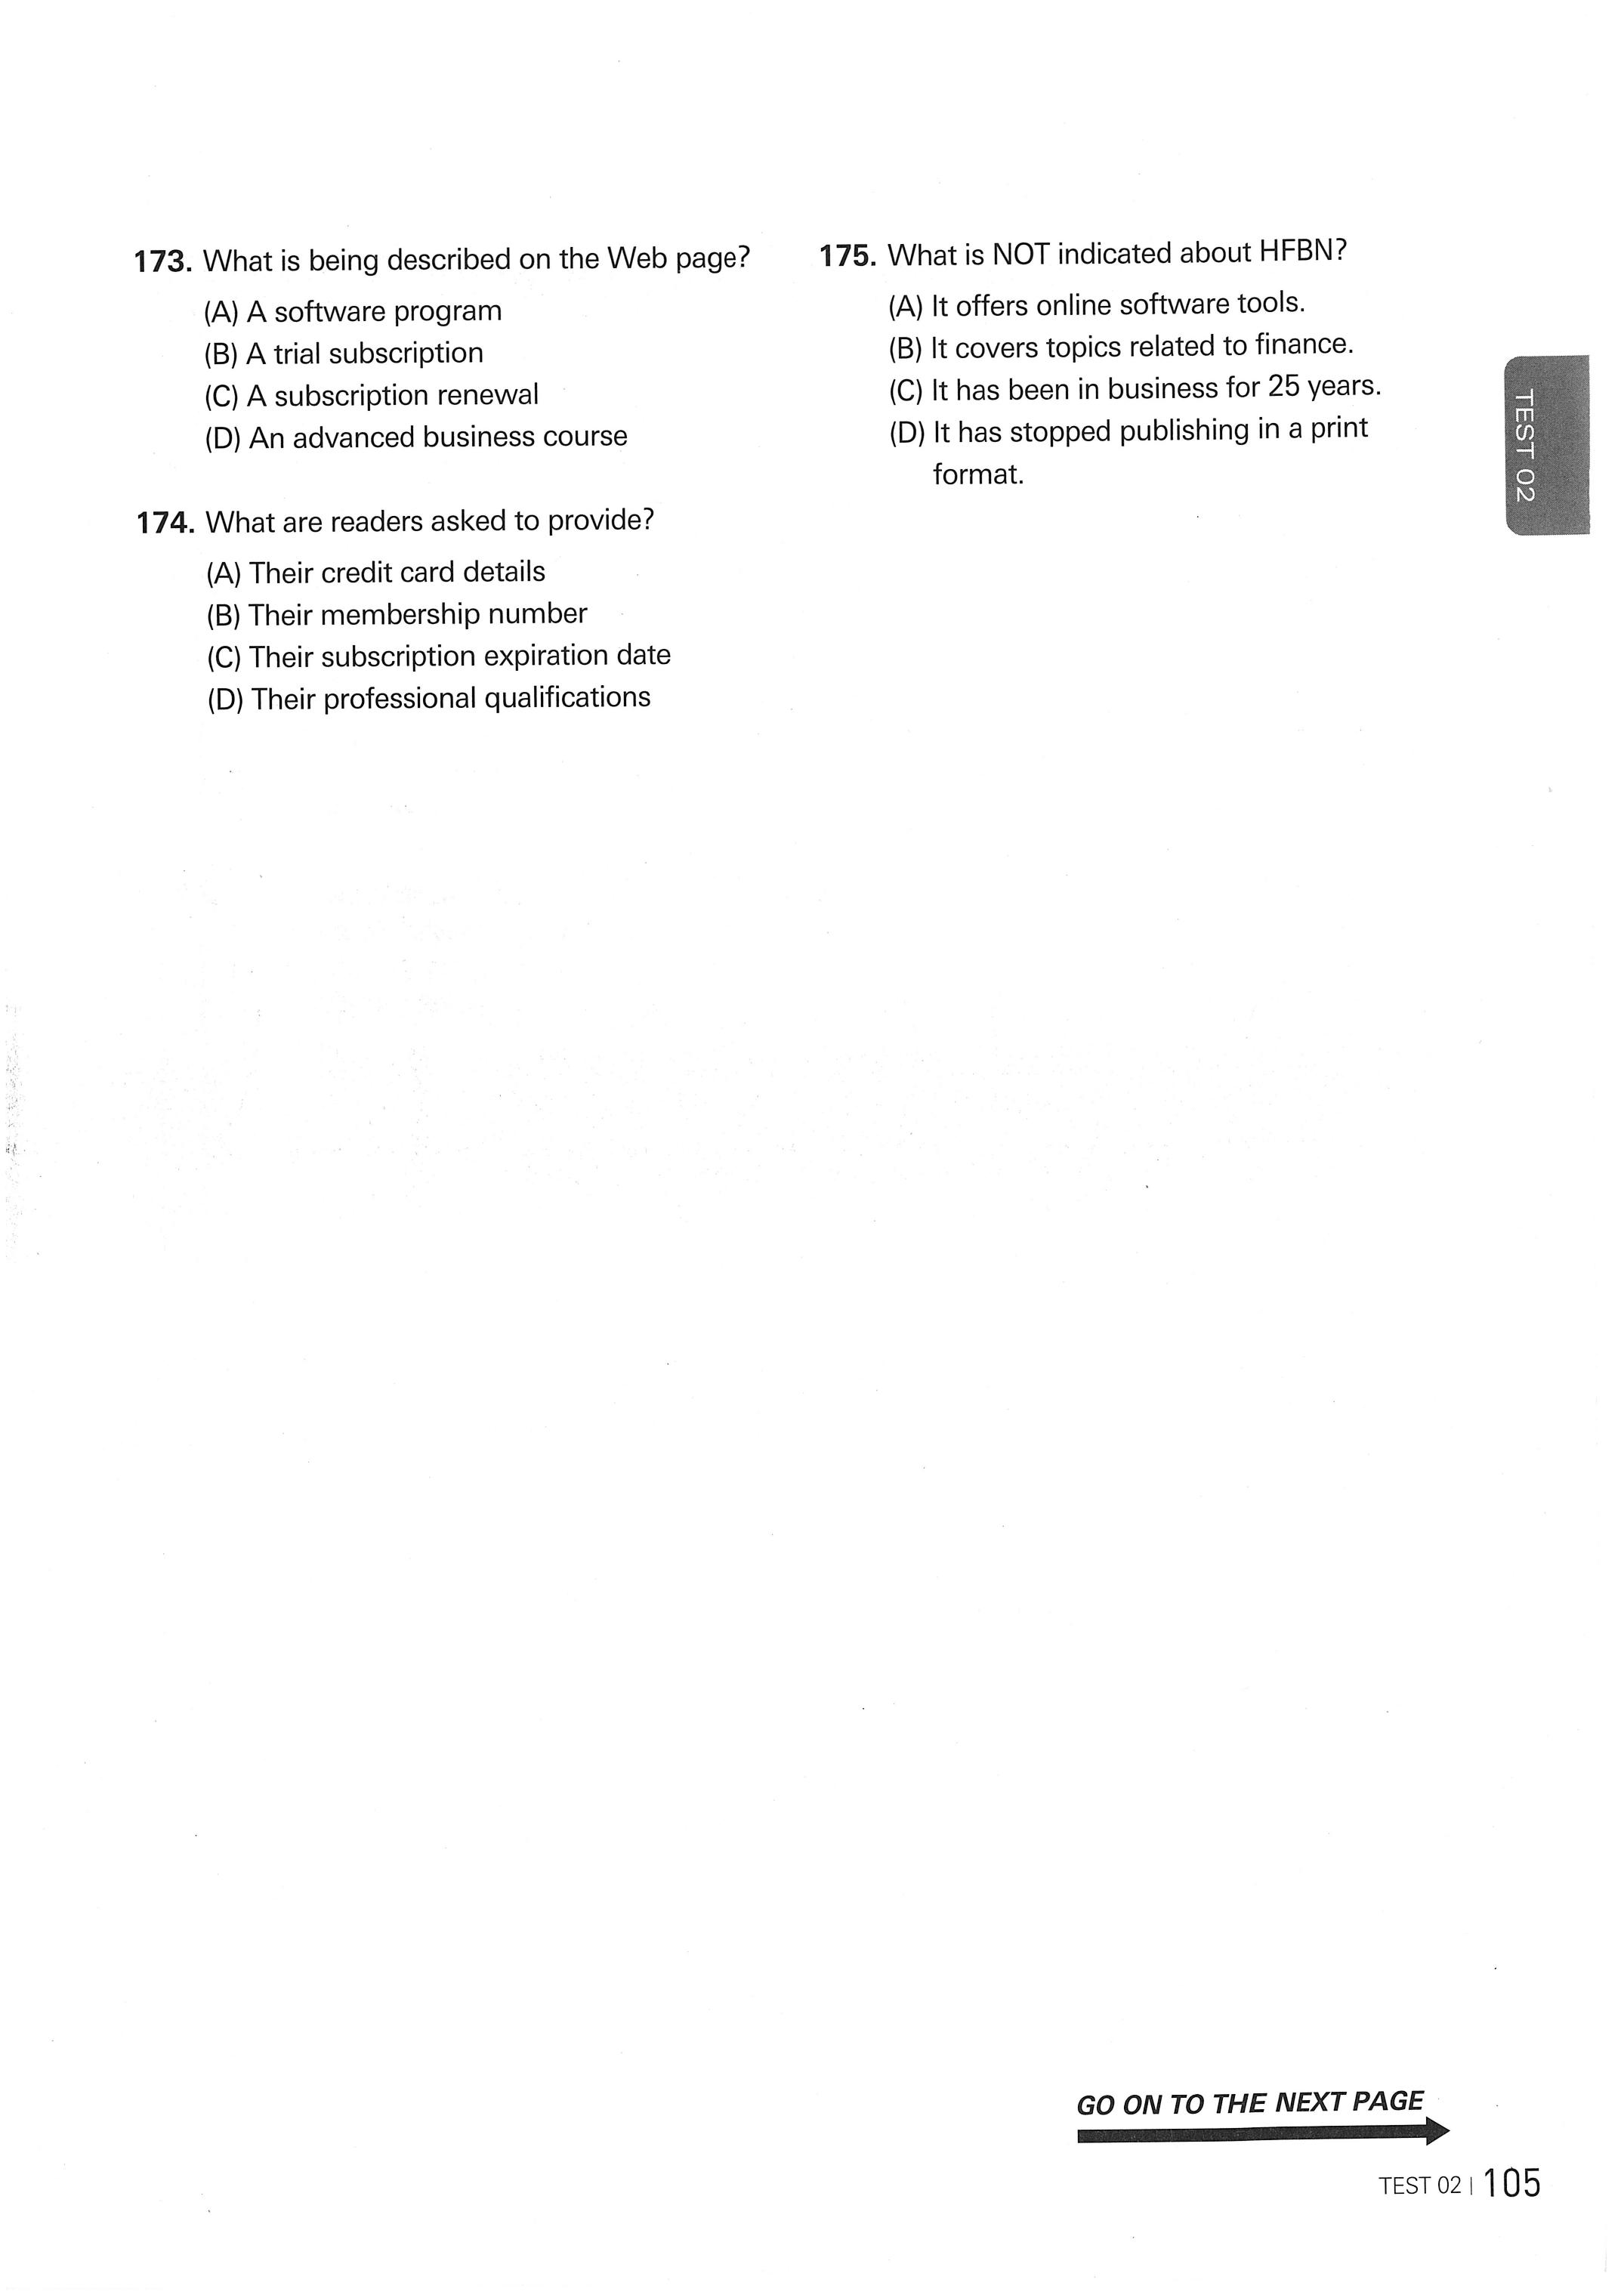 173. What is being described on the Web page?
(A) A software program
(B) A trial subscription
(C) A subscription renewal
(D) An advanced business course
174. What are readers asked to provide?
(A) Their credit card details
(B) Their membership number
(C) Their subscription expiration date
(D) Their professional qualifications
175. What is NOT indicated about HFBN?
(A) It offers online software tools.
(B) It covers topics related to finance.
(C) It has been in business for 25 years.
(D) It has stopped publishing in a print
format.
TEST 02
GO ON TO THE NEXT PAGE
TEST 02 | 105